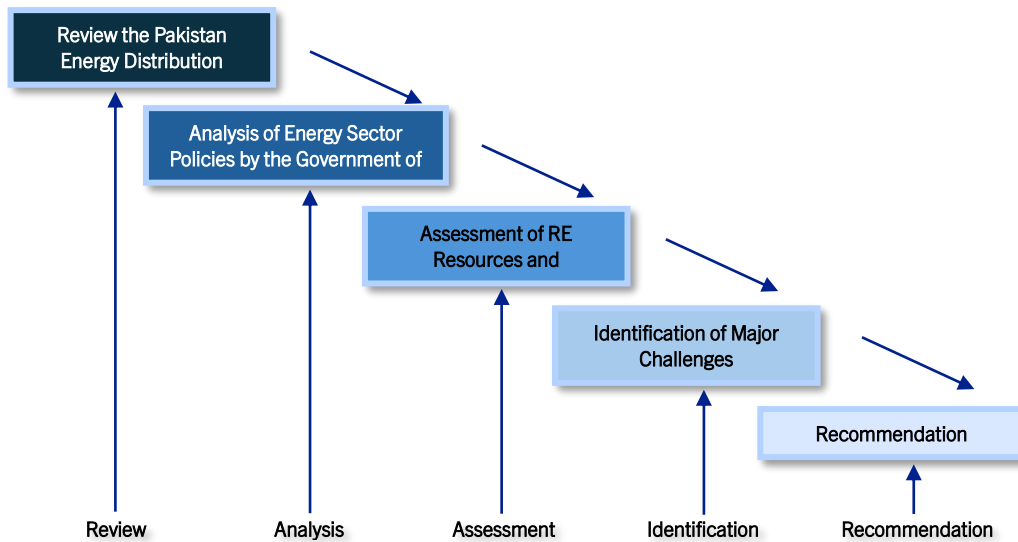 Review the Pakistan
Energy Distribution
Analysis of Energy Sector
Policies by the Government of
Assessment of RE
Resources and
Identification of Major
Challenges
Recommendation
Review
Analysis
Assessment
Identification
Recommendation